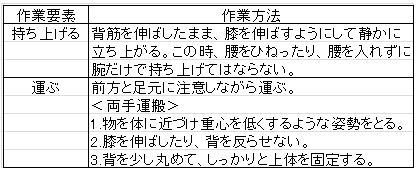 作業要素 作業方法
持ち上げる 背筋を伸ばしたまま、膝を伸ばすようにして静かに
立ち上がる。この時、腰をひねったり、腰を入れずに
腕だけで持ち上げてはならない。
運ぶ 前方と足元に注意しながら運ぶ。
＜両手運搬＞
1.物を体に近づけ重心を低くするような姿勢をとる。
2.膝を伸ばしたり、背を反らせない。
3.背を少し丸めて、しっかりと上体を固定する。